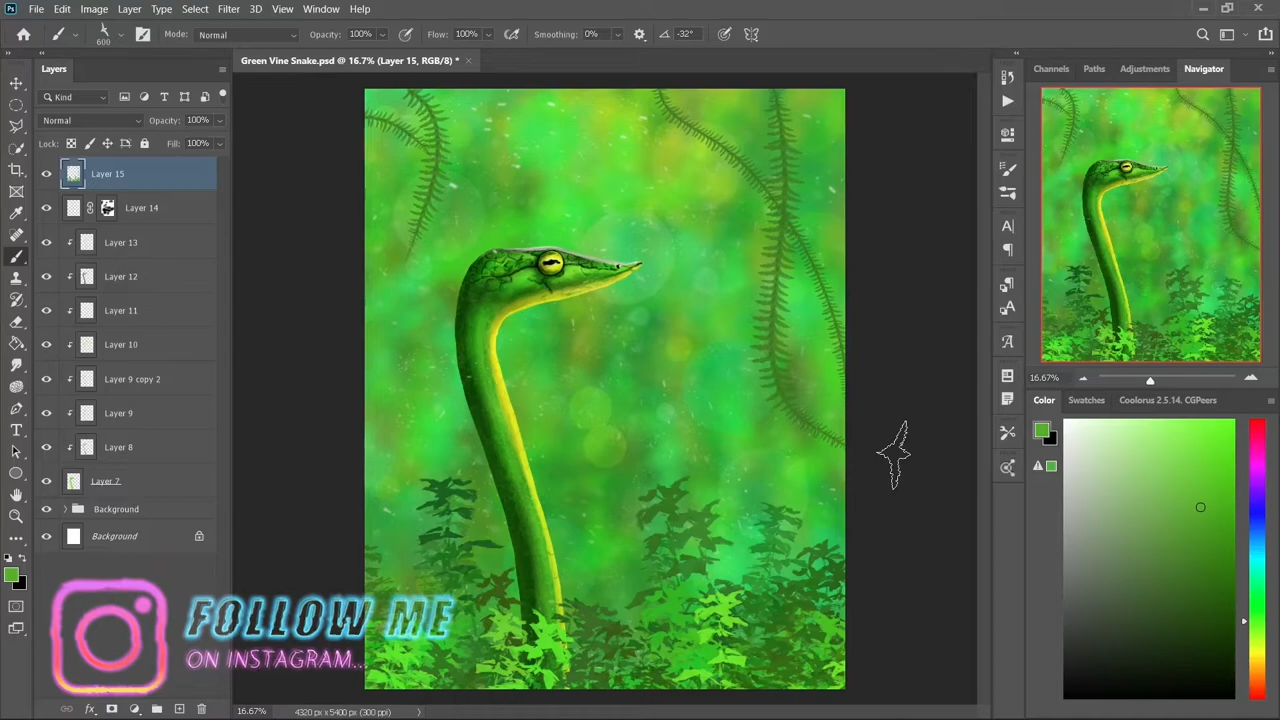 Ps File Edit Image Layer Type Select Filter 3D View Window Help
600 Mode: Normal Opacity: 100% Flow: 100% Smoothing: 0% -32°
Layers
Green Vine Snake.psd @ 16.7% (Layer 15, RGB/8) *
Channels Paths Adjustments Navigator
Kind
Normal Opacity: 100%
Lock: Fill: 100%
Layer 15
Layer 14
Layer 13
Layer 12
Layer 11
Layer 10
Layer 9 copy 2
Layer 9
Layer 8
Layer 7
Background
Background
16.67%
Color Swatches Coolorus 2.5.14. CGPeers
FOLLOW ME
ON INSTAGRAM...
16.67% 4320 px x 5400 px (300 ppi)